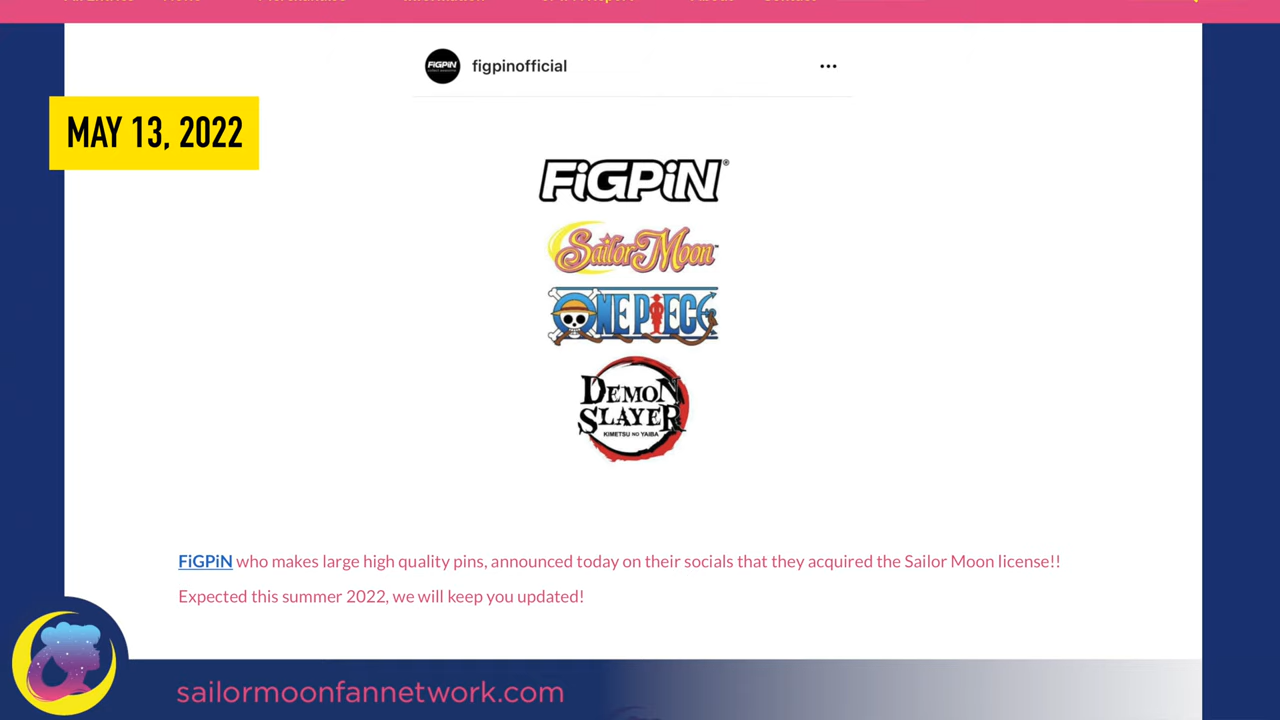 FiGPiN
figpinofficial
MAY 13, 2022
FiGPiN®
Sailor Moon™
ONE PIECE
DEMON
SLAYER
KIMETSU NO YAIBA
FiGPiN who makes large high quality pins, announced today on their socials that they acquired the Sailor Moon license!!
Expected this summer 2022, we will keep you updated!
sailormoonfannetwork.com